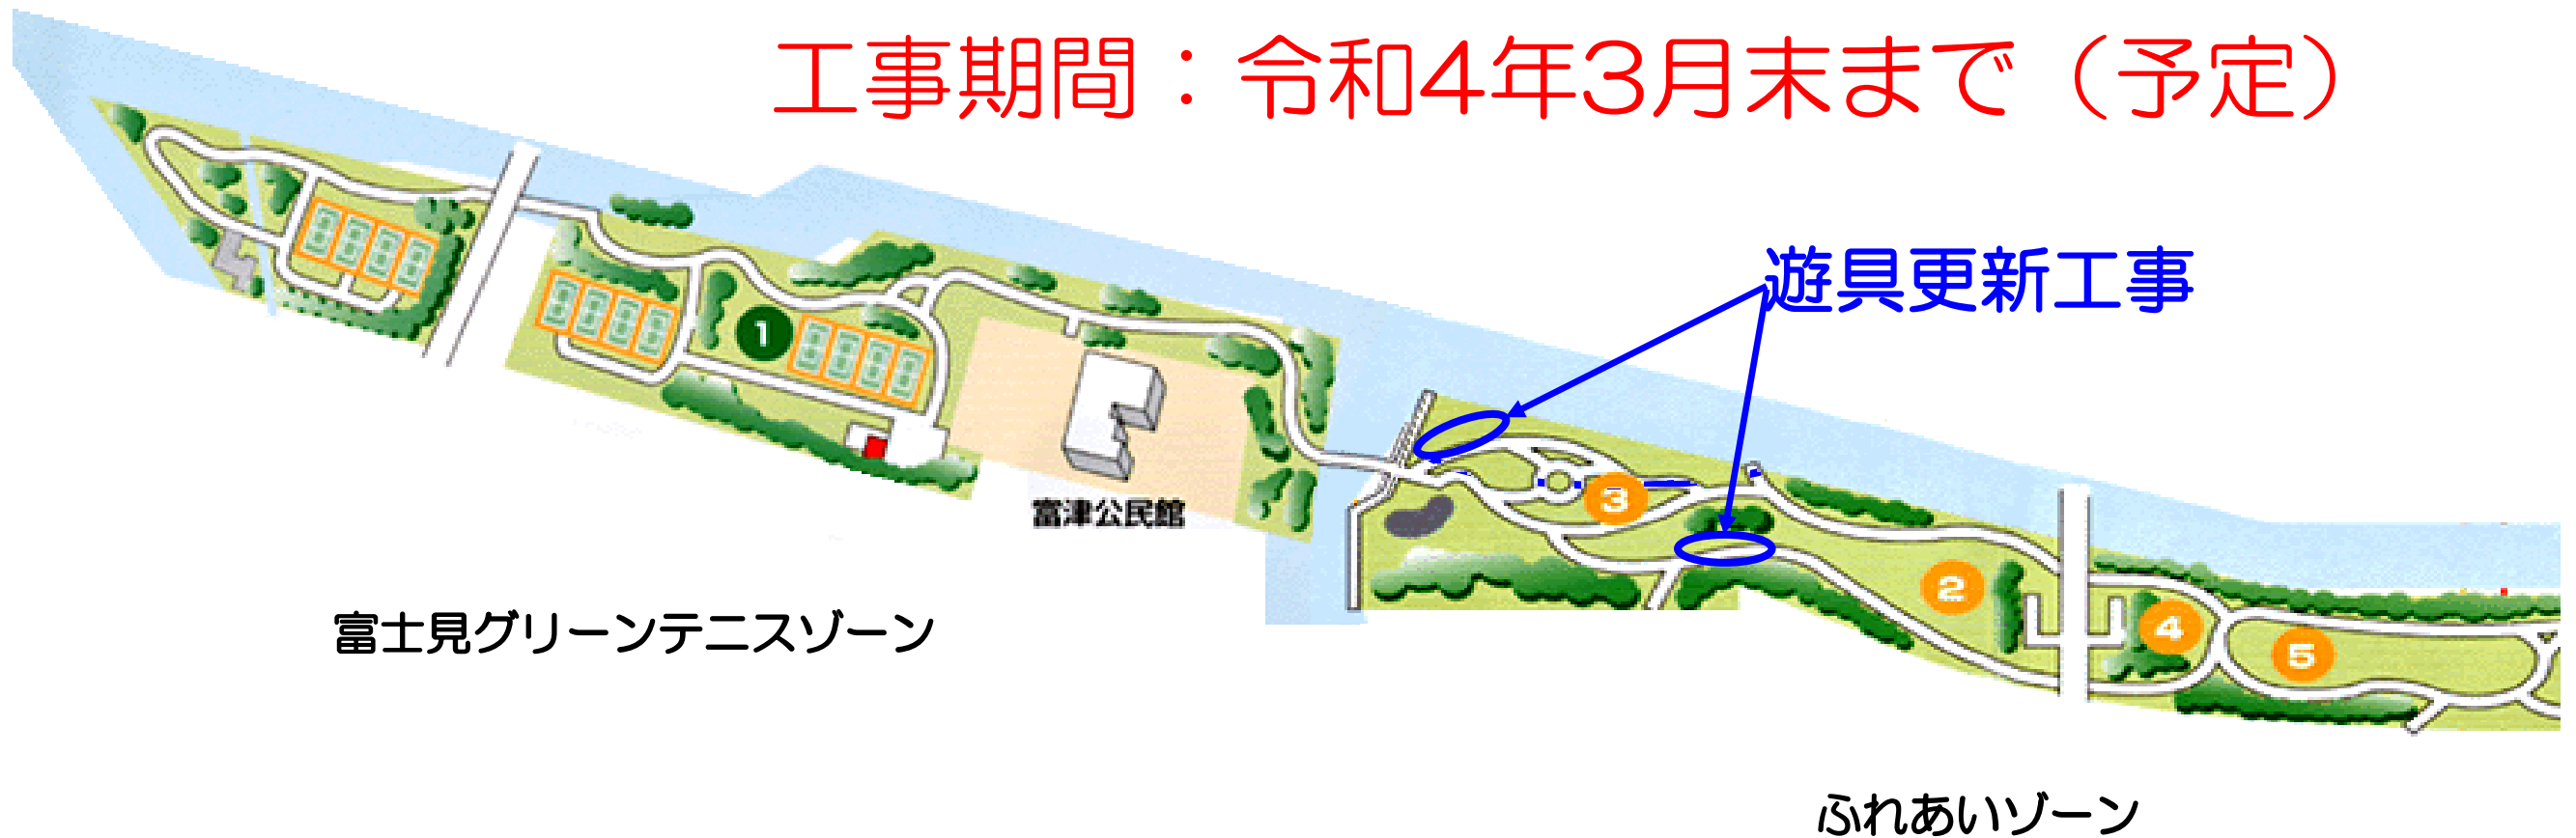 工事期間：令和4年3月末まで（予定）
遊具更新工事
1
3
富津公民館
2
4
5
富士見グリーンテニスゾーン
ふれあいゾーン